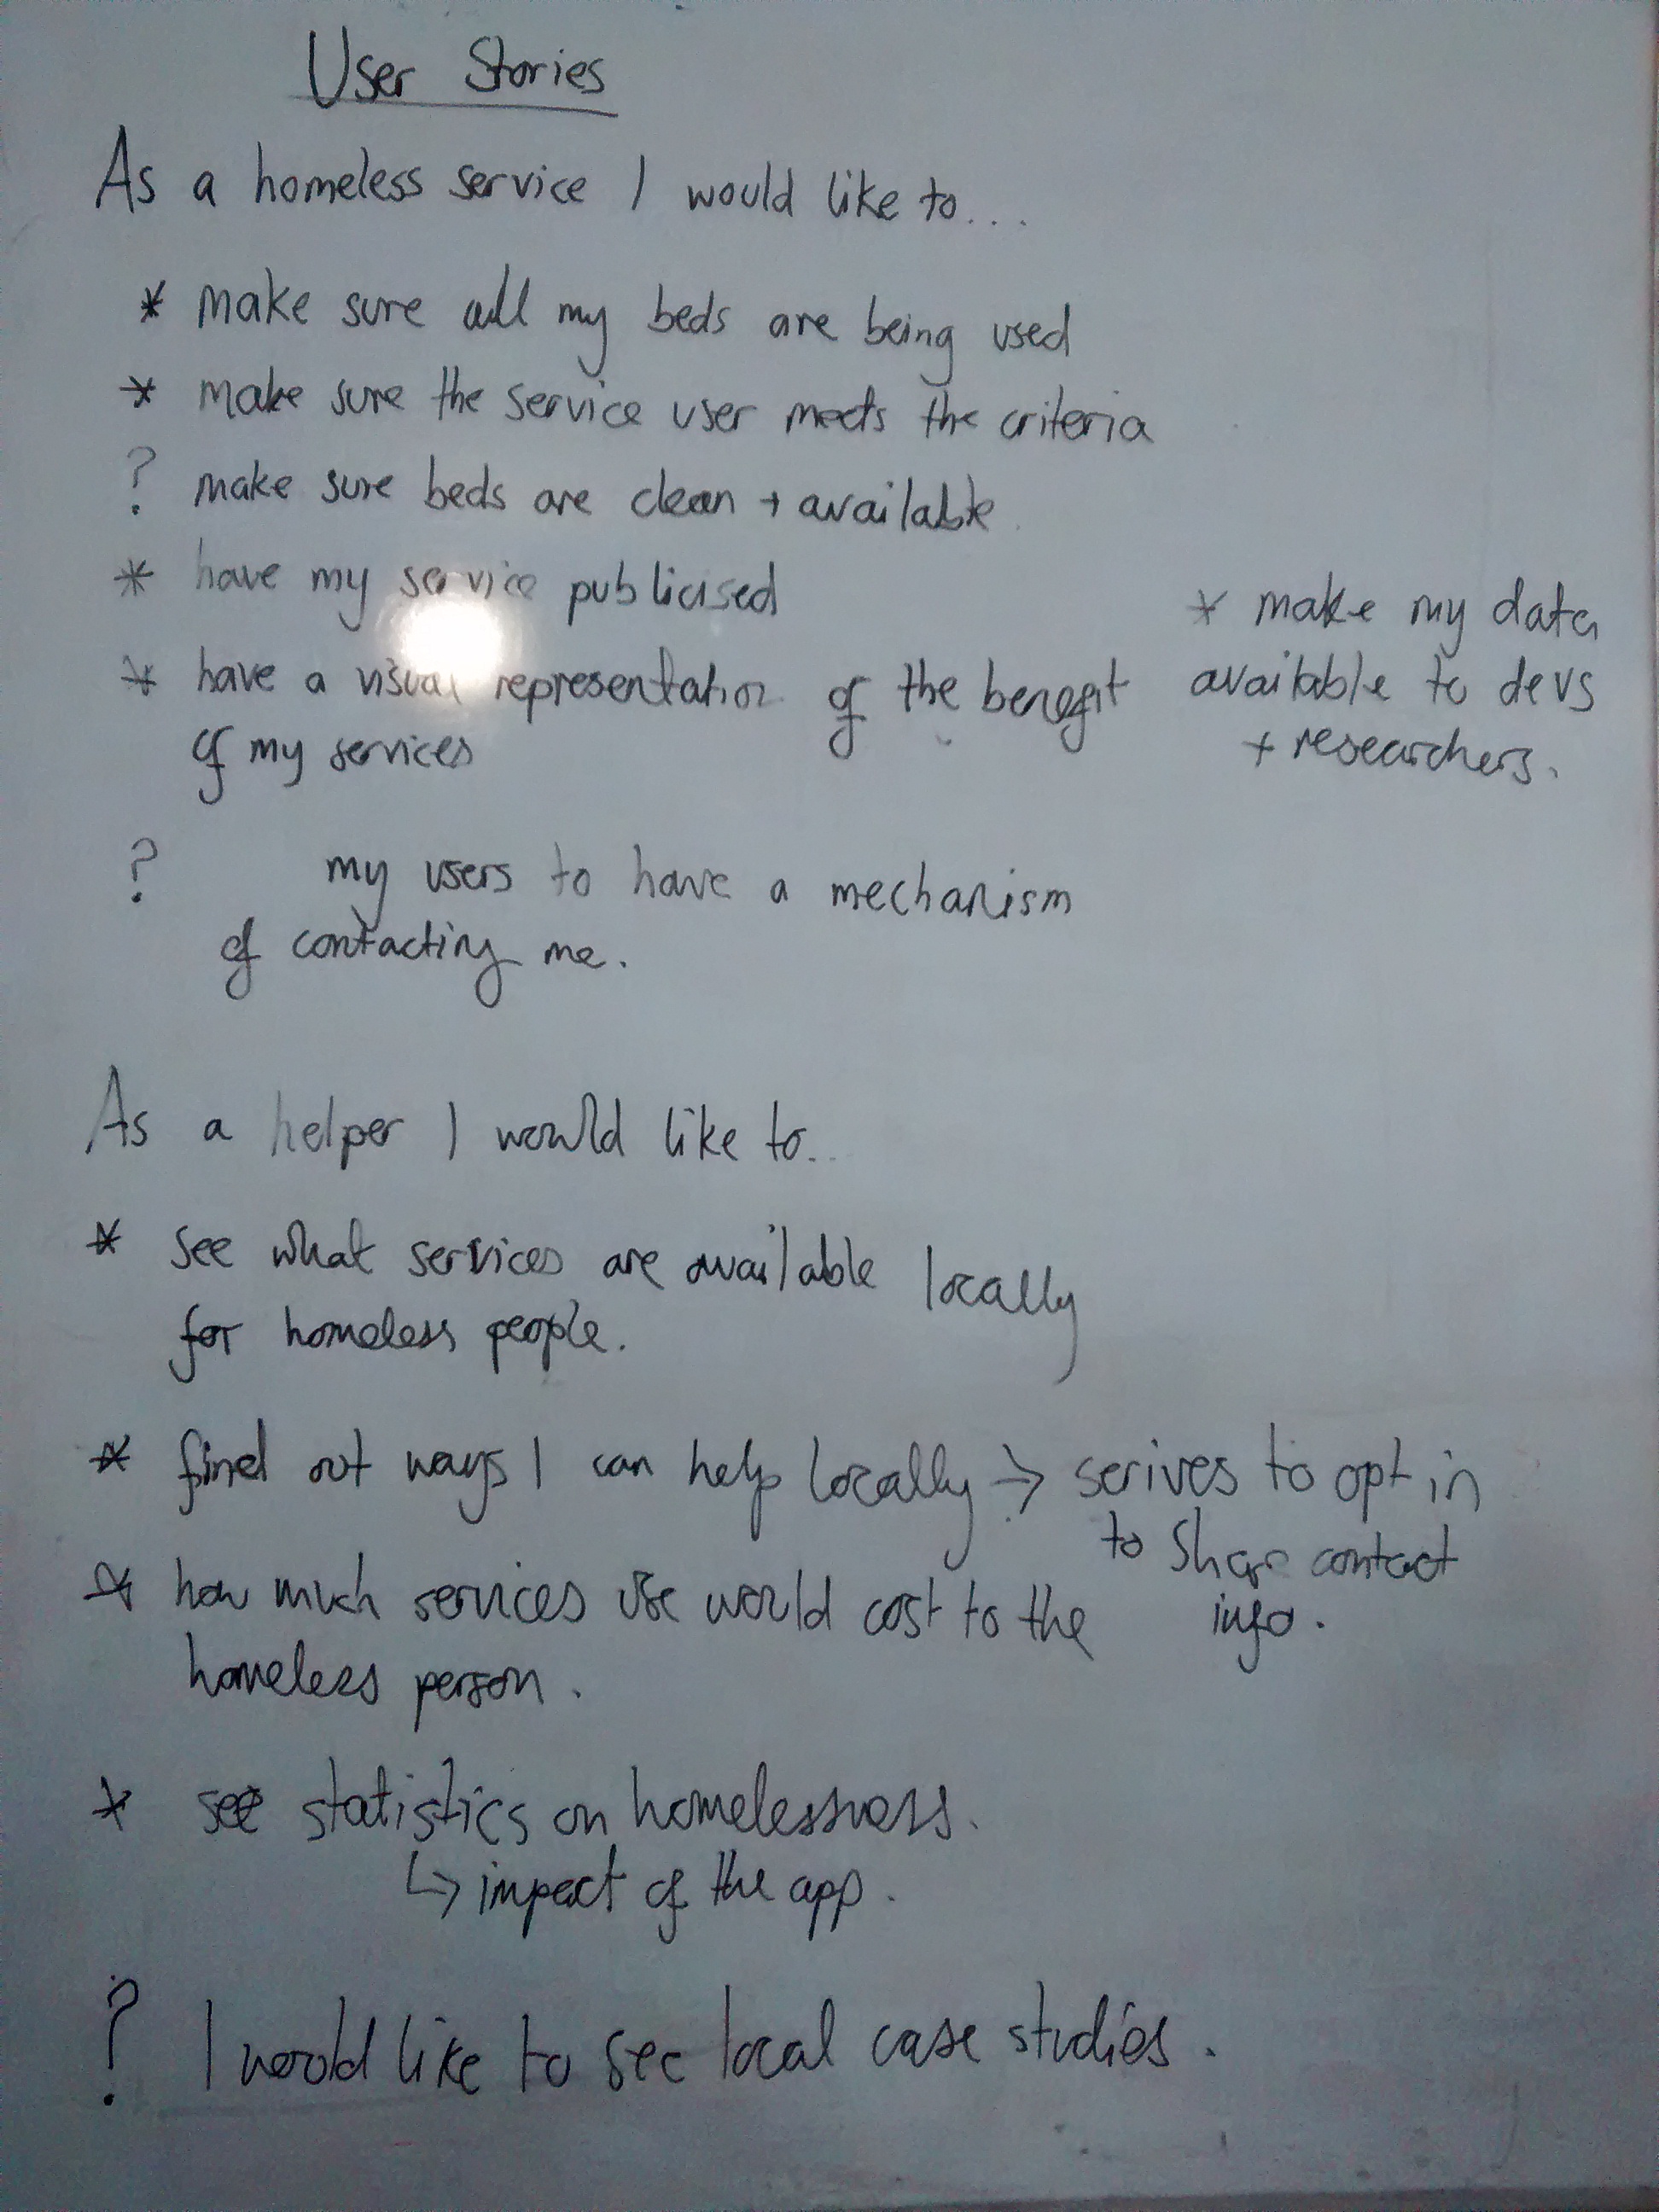 User Stories
As a homeless service I would like to...
* make sure all my beds are being used
* make sure the service user meets the criteria
? make sure beds are clean + available
* have my service publicised
* have a visual representation of the benefit
of my services
* make my data
available to devs
+ researchers.
? my users to have a mechanism
of contacting me.
As a helper I would like to..
* see what services are available locally
for homeless people.
* find out ways I can help locally → serives to opt in
to share contact
info.
* how much services use would cost to the
homeless person.
* see statistics on homelessness.
↳ impact of the app.
? I would like to see local case studies.